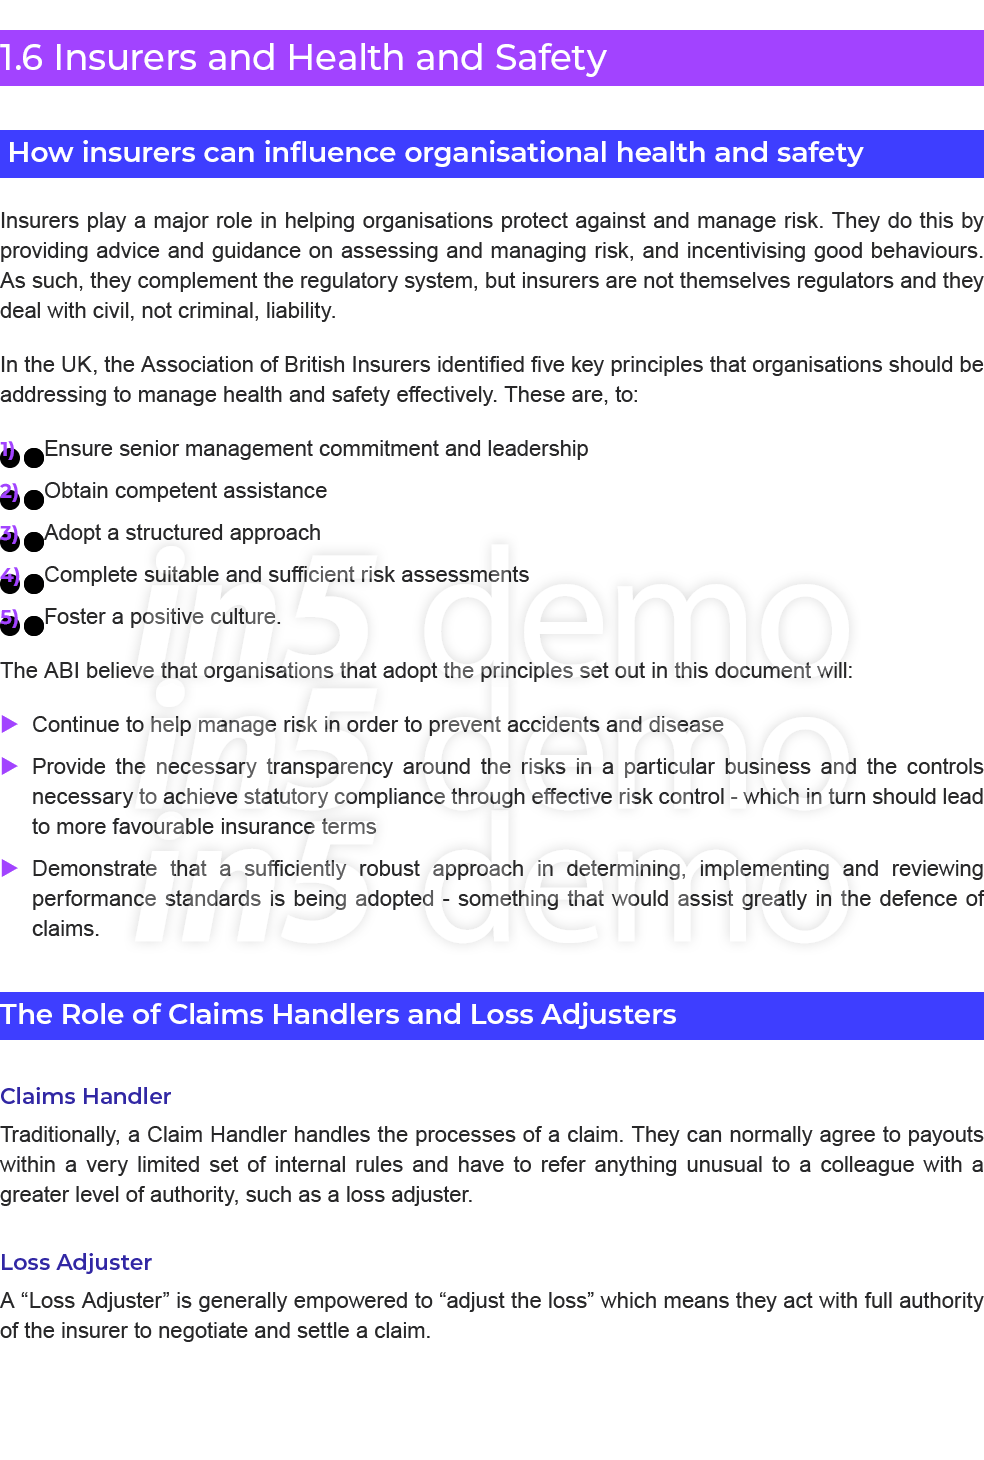 1.6 Insurers and Health and Safety
How insurers can influence organisational health and safety
Insurers play a major role in helping organisations protect against and manage risk. They do this by
providing advice and guidance on assessing and managing risk, and incentivising good behaviours.
As such, they complement the regulatory system, but insurers are not themselves regulators and they
deal with civil, not criminal, liability.
In the UK, the Association of British Insurers identified five key principles that organisations should be
addressing to manage health and safety effectively. These are, to:
1) Ensure senior management commitment and leadership
2) Obtain competent assistance
3) Adopt a structured approach
4) Complete suitable and sufficient risk assessments
5) Foster a positive culture.
in5 demo
The ABI believe that organisations that adopt the principles set out in this document will:
Continue to help manage risk in order to prevent accidents and disease
in5 demo
Provide the necessary transparency around the risks in a particular business and the controls
necessary to achieve statutory compliance through effective risk control - which in turn should lead
to more favourable insurance terms
Demonstrate that a sufficiently robust approach in determining, implementing and reviewing
performance standards is being adopted - something that would assist greatly in the defence of
claims.
in5 demo
The Role of Claims Handlers and Loss Adjusters
Claims Handler
Traditionally, a Claim Handler handles the processes of a claim. They can normally agree to payouts
within a very limited set of internal rules and have to refer anything unusual to a colleague with a
greater level of authority, such as a loss adjuster.
Loss Adjuster
A “Loss Adjuster” is generally empowered to “adjust the loss” which means they act with full authority
of the insurer to negotiate and settle a claim.